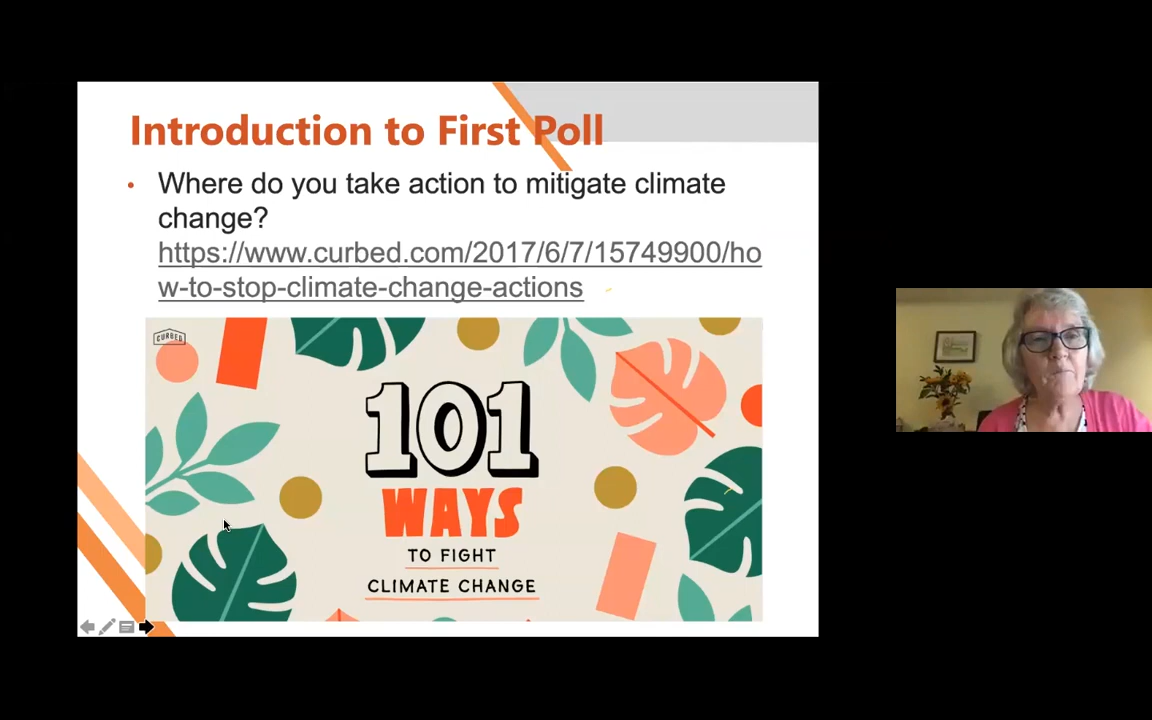 Introduction to First Poll
• Where do you take action to mitigate climate
change?
https://www.curbed.com/2017/6/7/15749900/ho
w-to-stop-climate-change-actions
CURBED
101
WAYS
TO FIGHT
CLIMATE CHANGE